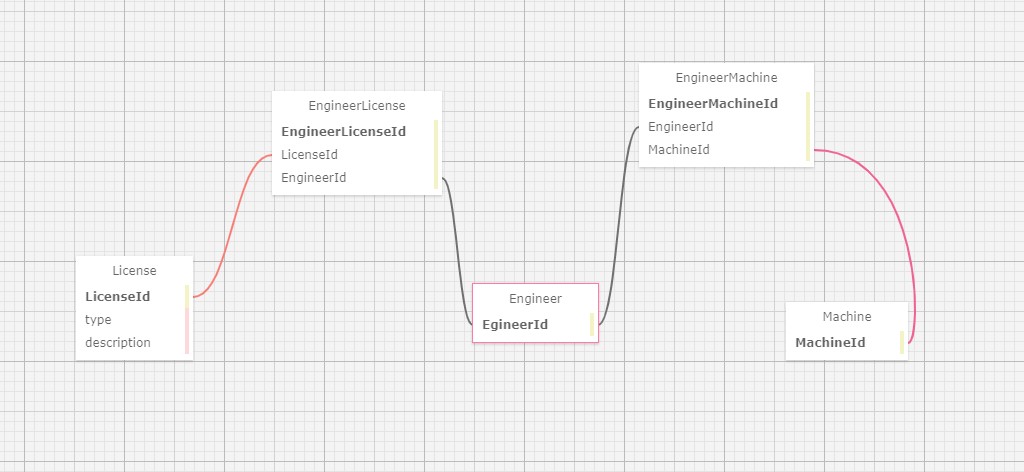 EngineerLicense
EngineerLicenseId
LicenseId
EngineerId
EngineerMachine
EngineerMachineId
EngineerId
MachineId
License
LicenseId
type
description
Engineer
EgineerId
Machine
MachineId